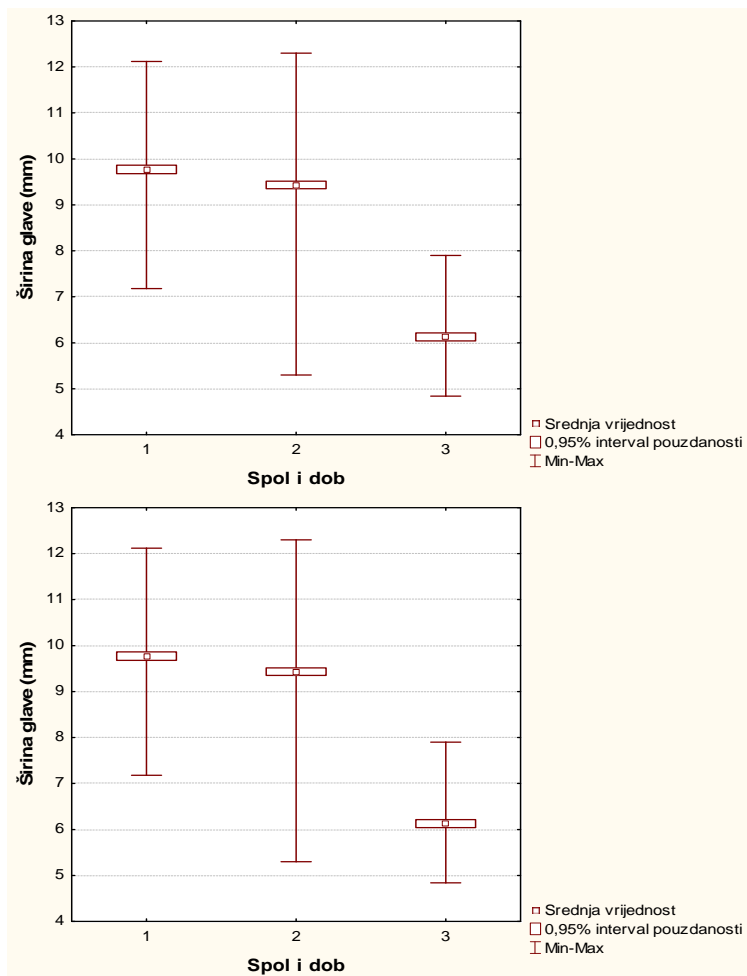 13
12
11
10
9
8
7
6
5
4
Širina glave (mm)
1 2 3
Spol i dob
Srednja vrijednost
0,95% interval pouzdanosti
Min-Max
13
12
11
10
9
8
7
6
5
4
Širina glave (mm)
1 2 3
Spol i dob
Srednja vrijednost
0,95% interval pouzdanosti
Min-Max